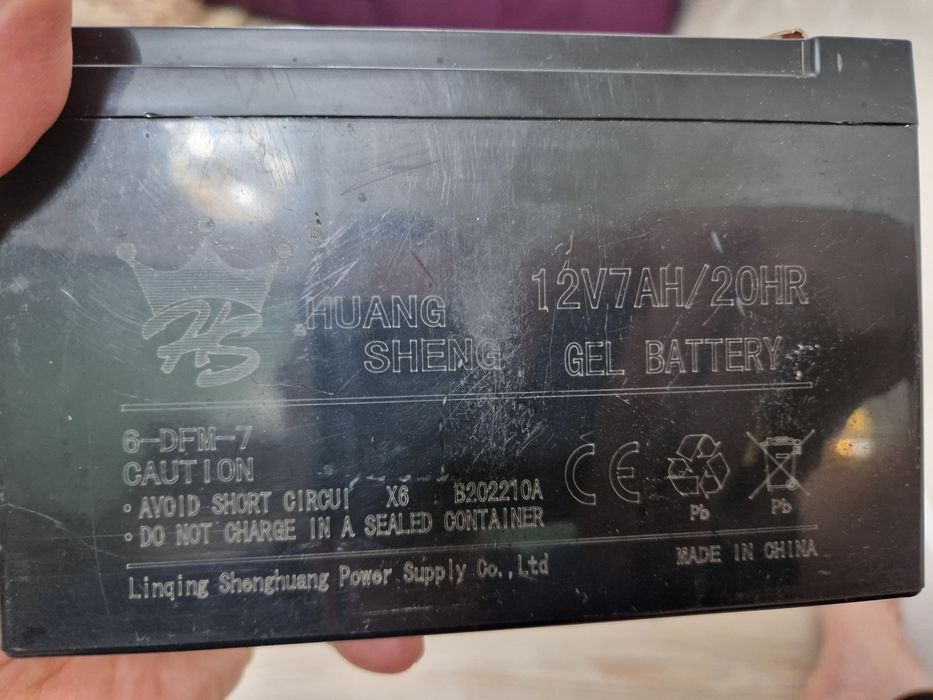 HS
HUANG
SHENG
12V7AH/20HR
GEL BATTERY
6-DFM-7
CAUTION
·AVOID SHORT CIRCUI X6 B202210A
·DO NOT CHARGE IN A SEALED CONTAINER
CE
Pb
Pb
Linqing Shenghuang Power Supply Co.,Ltd
MADE IN CHINA